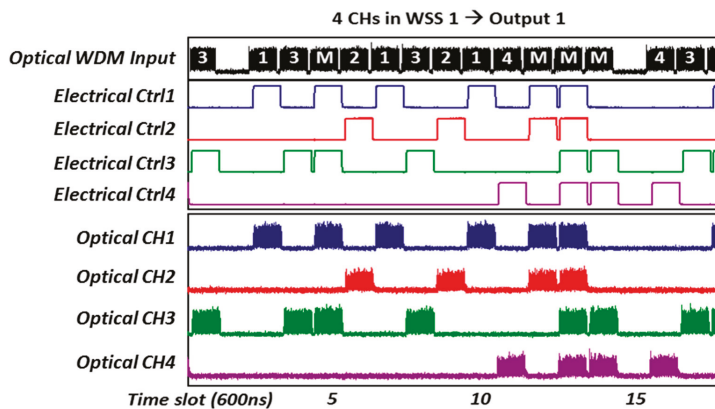 4 CHs in WSS 1 → Output 1
Optical WDM Input 3 1 3 M 2 1 3 2 1 4 M M M 4 3
Electrical Ctrl1
Electrical Ctrl2
Electrical Ctrl3
Electrical Ctrl4
Optical CH1
Optical CH2
Optical CH3
Optical CH4
Time slot (600ns) 5 10 15